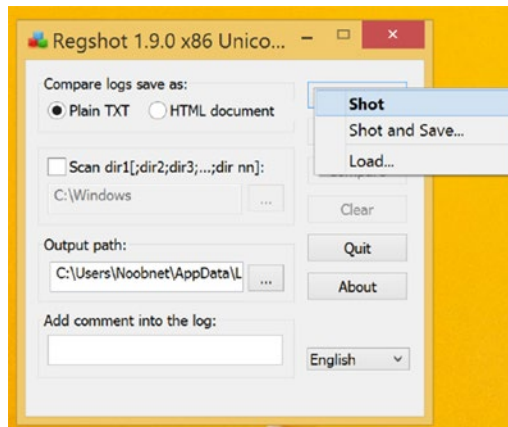 Regshot 1.9.0 x86 Unico...
Compare logs save as:
Plain TXT
HTML document
Shot
Shot and Save...
Load...
Scan dir1[;dir2;dir3;...;dir nn]:
C:\Windows
...
Clear
Output path:
C:\Users\Noobnet\AppData\L
...
Quit
About
Add comment into the log:
English